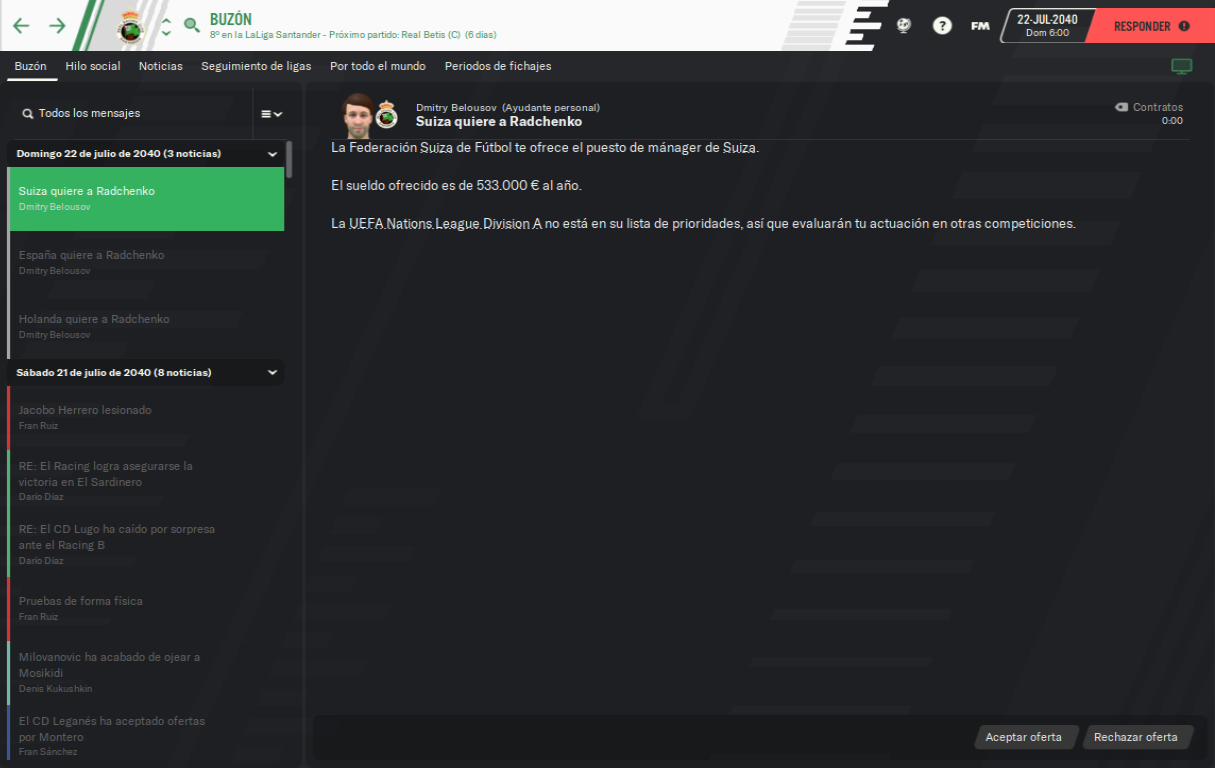 BUZÓN
8º en la LaLiga Santander - Próximo partido: Real Betis (C) (6 días)
?
FM
22-JUL-2040
Dom 6:00
RESPONDER
Buzón
Hilo social
Noticias
Seguimiento de ligas
Por todo el mundo
Periodos de fichajes
Todos los mensajes
Domingo 22 de julio de 2040 (3 noticias)
Suiza quiere a Radchenko
Dmitry Belousov
España quiere a Radchenko
Dmitry Belousov
Holanda quiere a Radchenko
Dmitry Belousov
Sábado 21 de julio de 2040 (8 noticias)
Jacobo Herrero lesionado
Fran Ruiz
RE: El Racing logra asegurarse la
victoria en El Sardinero
Darío Díaz
RE: El CD Lugo ha caído por sorpresa
ante el Racing B
Darío Díaz
Pruebas de forma física
Fran Ruiz
Milovanovic ha acabado de ojear a
Mosikidi
Denis Kukushkin
El CD Leganés ha aceptado ofertas
por Montero
Fran Sánchez
Dmitry Belousov (Ayudante personal)
Suiza quiere a Radchenko
Contratos
0:00
La Federación Suiza de Fútbol te ofrece el puesto de mánager de Suiza.
El sueldo ofrecido es de 533.000 € al año.
La UEFA Nations League Division A no está en su lista de prioridades, así que evaluarán tu actuación en otras competiciones.
Aceptar oferta
Rechazar oferta